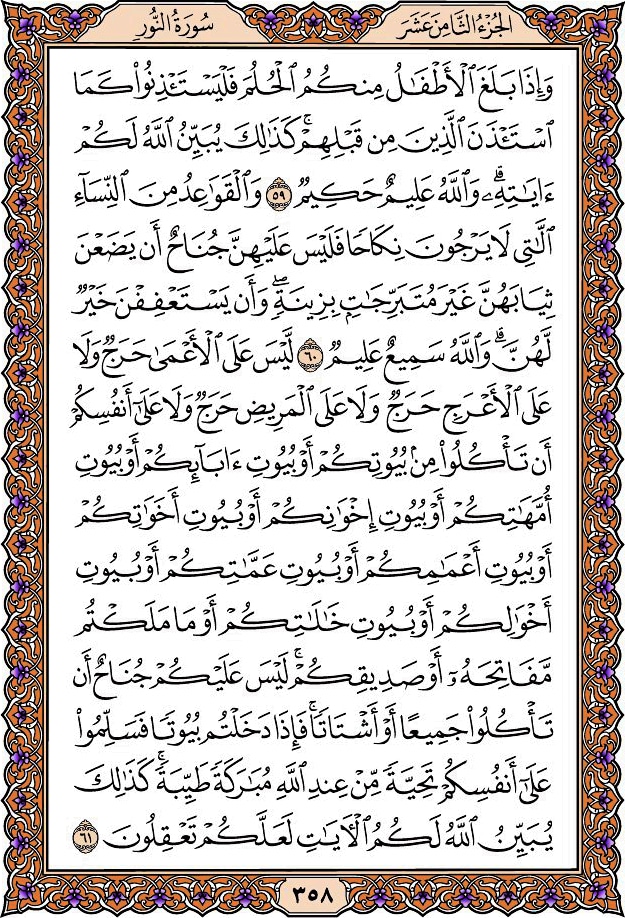 الجُزْءُ الثَّامِنَ عَشَرَ
سُورَةُ النُّورِ
وَإِذَا بَلَغَ ٱلۡأَطۡفَٰلُ مِنكُمُ ٱلۡحُلُمَ فَلۡيَسۡتَـٔۡذِنُواْ كَمَا
ٱسۡتَـٔۡذَنَ ٱلَّذِينَ مِن قَبۡلِهِمۡۚ كَذَٰلِكَ يُبَيِّنُ ٱللَّهُ لَكُمۡ
ءَايَٰتِهِۦۗ وَٱللَّهُ عَلِيمٌ حَكِيمٞ ٥٩ وَٱلۡقَوَٰعِدُ مِنَ ٱلنِّسَآءِ
ٱلَّٰتِي لَا يَرۡجُونَ نِكَاحٗا فَلَيۡسَ عَلَيۡهِنَّ جُنَاحٌ أَن يَضَعۡنَ
ثِيَابَهُنَّ غَيۡرَ مُتَبَرِّجَٰتِۭ بِزِينَةٖۖ وَأَن يَسۡتَعۡفِفۡنَ خَيۡرٞ
لَّهُنَّۗ وَٱللَّهُ سَمِيعٌ عَلِيمٞ ٦٠ لَّيۡسَ عَلَى ٱلۡأَعۡمَىٰ حَرَجٞ وَلَا
عَلَى ٱلۡأَعۡرَجِ حَرَجٞ وَلَا عَلَى ٱلۡمَرِيضِ حَرَجٞ وَلَا عَلَىٰٓ أَنفُسِكُمۡ
أَن تَأۡكُلُواْ مِنۢ بُيُوتِكُمۡ أَوۡ بُيُوتِ ءَابَآئِكُمۡ أَوۡ بُيُوتِ
أُمَّهَٰتِكُمۡ أَوۡ بُيُوتِ إِخۡوَٰنِكُمۡ أَوۡ بُيُوتِ أَخَوَٰتِكُمۡ
أَوۡ بُيُوتِ أَعۡمَٰمِكُمۡ أَوۡ بُيُوتِ عَمَّٰتِكُمۡ أَوۡ بُيُوتِ
أَخۡوَٰلِكُمۡ أَوۡ بُيُوتِ خَٰلَٰتِكُمۡ أَوۡ مَا مَلَكۡتُم
مَّفَاتِحَهُۥٓ أَوۡ صَدِيقِكُمۡۚ لَيۡسَ عَلَيۡكُمۡ جُنَاحٌ أَن
تَأۡكُلُواْ جَمِيعًا أَوۡ أَشۡتَاتٗاۚ فَإِذَا دَخَلۡتُم بُيُوتٗا فَسَلِّمُواْ
عَلَىٰٓ أَنفُسِكُمۡ تَحِيَّةٗ مِّنۡ عِندِ ٱللَّهِ مُبَٰرَكَةٗ طَيِّبَةٗۚ كَذَٰلِكَ
يُبَيِّنُ ٱللَّهُ لَكُمُ ٱلۡأٓيَٰتِ لَعَلَّكُمۡ تَعۡقِلُونَ ٦١
٣٥٨